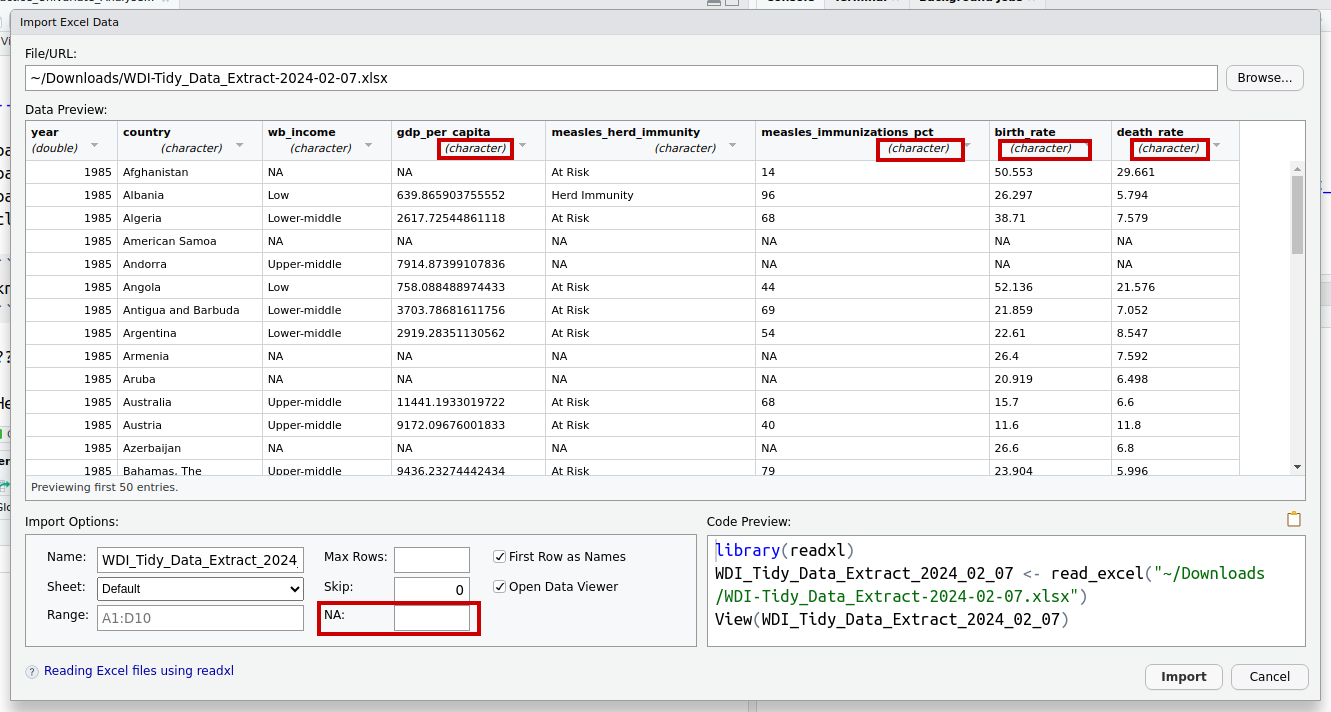 Import Excel Data
File/URL:
~/Downloads/WDI-Tidy_Data_Extract-2024-02-07.xlsx
Browse...
Data Preview:
year country wb_income gdp_per_capita measles_herd_immunity measles_immunizations_pct birth_rate death_rate
(double) (character) (character) (character) (character) (character) (character) (character)
1985 Afghanistan NA NA At Risk 14 50.553 29.661
1985 Albania Low 639.865903755552 Herd Immunity 96 26.297 5.794
1985 Algeria Lower-middle 2617.72544861118 At Risk 68 38.71 7.579
1985 American Samoa NA NA NA NA NA NA
1985 Andorra Upper-middle 7914.87399107836 NA NA NA NA
1985 Angola Low 758.088488974433 At Risk 44 52.136 21.576
1985 Antigua and Barbuda Lower-middle 3703.78681611756 At Risk 69 21.859 7.052
1985 Argentina Lower-middle 2919.28351130562 At Risk 54 22.61 8.547
1985 Armenia NA NA NA NA 26.4 7.592
1985 Aruba NA NA NA NA 20.919 6.498
1985 Australia Upper-middle 11441.1933019722 At Risk 68 15.7 6.6
1985 Austria Upper-middle 9172.09676001833 At Risk 40 11.6 11.8
1985 Azerbaijan NA NA NA NA 26.6 6.8
1985 Bahamas, The Upper-middle 9436.23274442434 At Risk 79 23.904 5.996
Previewing first 50 entries.
Import Options:
Name: WDI_Tidy_Data_Extract_2024_
Max Rows:
First Row as Names
Sheet: Default
Skip: 0
Open Data Viewer
Range: A1:D10
NA:
Code Preview:
library(readxl)
WDI_Tidy_Data_Extract_2024_02_07 <- read_excel("~/Downloads
/WDI-Tidy_Data_Extract-2024-02-07.xlsx")
View(WDI_Tidy_Data_Extract_2024_02_07)
? Reading Excel files using readxl
Import
Cancel